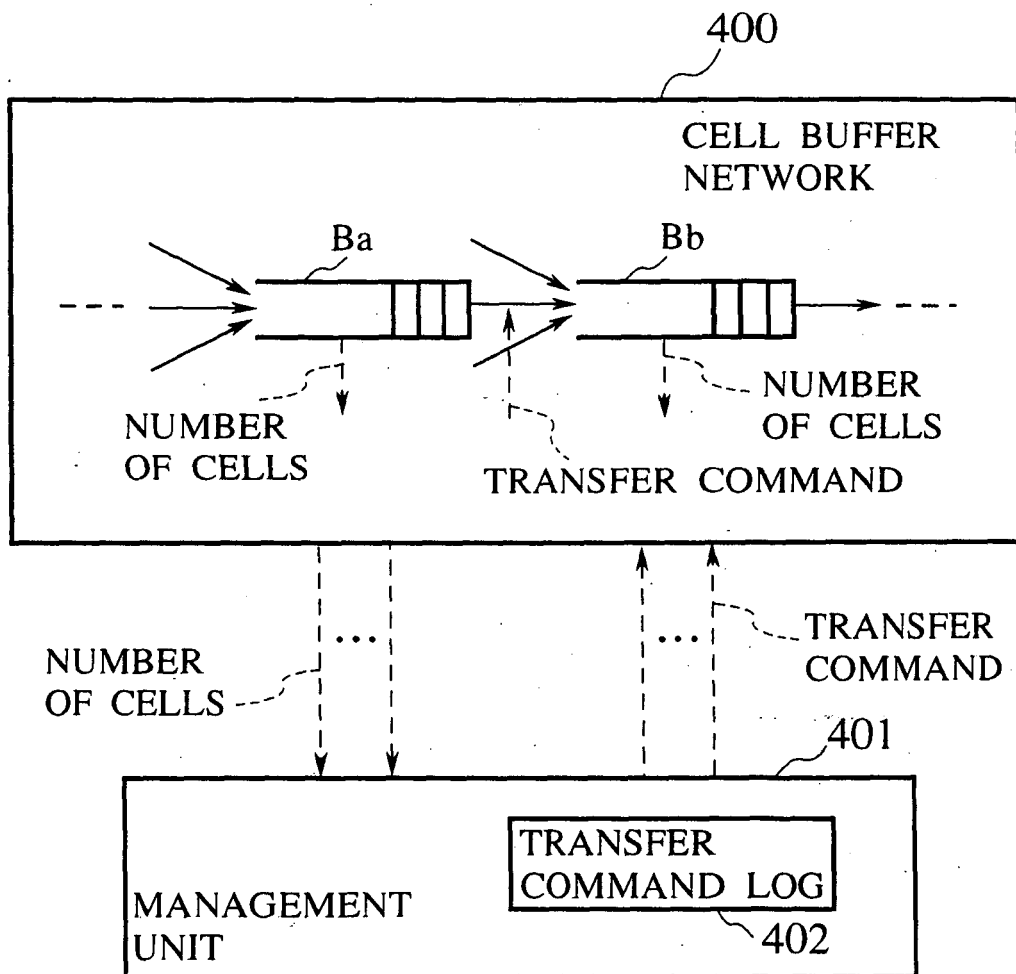 400
CELL BUFFER
NETWORK
Ba
Bb
NUMBER
OF CELLS
NUMBER
OF CELLS
TRANSFER COMMAND
NUMBER
OF CELLS
TRANSFER
COMMAND
401
TRANSFER
COMMAND LOG
MANAGEMENT
UNIT
402